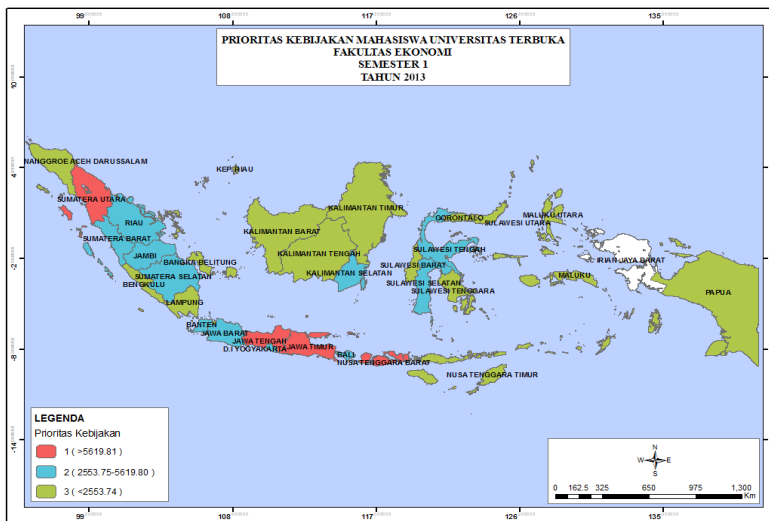 99 108 117 126 135
PRIORITAS KEBIJAKAN MAHASISWA UNIVERSITAS TERBUKA
FAKULTAS EKONOMI
SEMESTER 1
TAHUN 2013
10
4
-2
-8
-14
NANGGROE ACEH DARUSSALAM
KEP. RIAU
SUMATERA UTARA
KALIMANTAN TIMUR
MALUKU UTARA
GORONTALO
SULAWESI UTARA
RIAU
KALIMANTAN BARAT
SUMATERA BARAT
SULAWESI TENGAH
KALIMANTAN TENGAH
JAMBI
IRIAN JAYA BARAT
BANGKA BELITUNG
SULAWESI BARAT
SUMATERA SELATAN
KALIMANTAN SELATAN
MALUKU
BENGKULU
SULAWESI SELATAN
SULAWESI TENGGARA
PAPUA
LAMPUNG
BANTEN
JAWA BARAT
JAWA TENGAH
D.I YOGYAKARTA
JAWA TIMUR
BALI
NUSA TENGGARA BARAT
NUSA TENGGARA TIMUR
LEGENDA
Prioritas Kebijakan
1 ( >5619.81)
2 ( 2553.75-5619.80)
3 ( <2553.74)
N
W E
S
0 162.5 325 650 975 1,300
Km
99 108 117 126 135